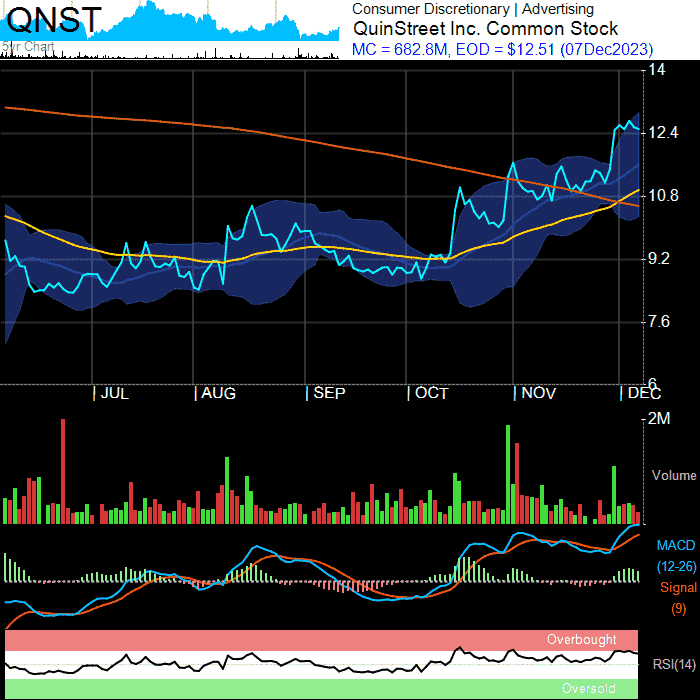 QNST
5yr Chart
Consumer Discretionary | Advertising
QuinStreet Inc. Common Stock
MC = 682.8M, EOD = $12.51 (07Dec2023)
14
12.4
10.8
9.2
7.6
6
| JUL | AUG | SEP | OCT | NOV | DEC
2M
Volume
MACD
(12-26)
Signal
(9)
Overbought
RSI(14)
Oversold